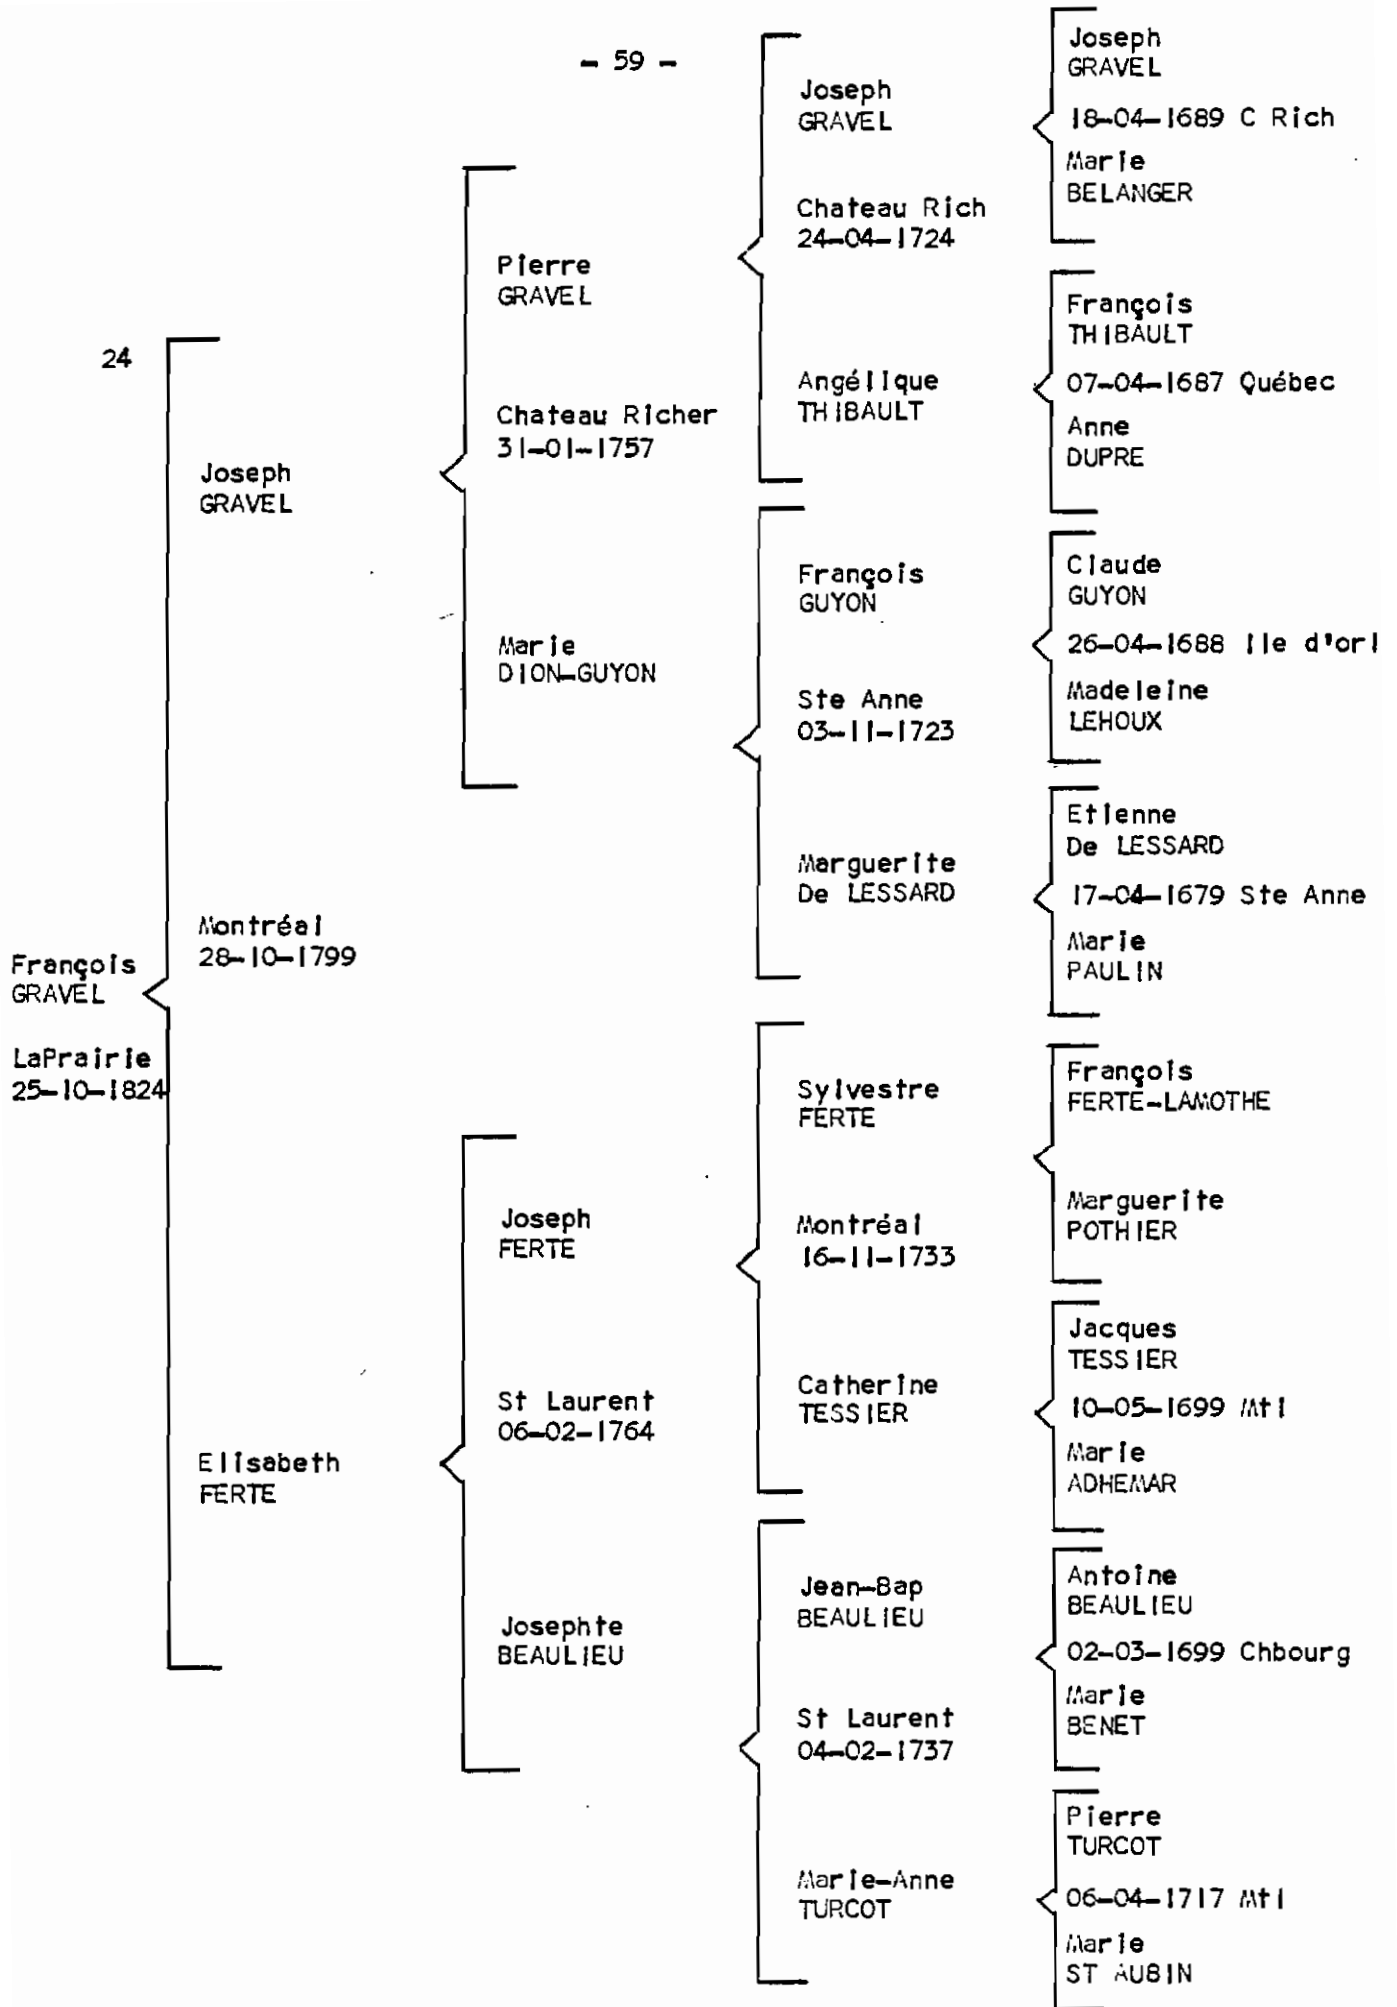 - 59 -
24
François
GRAVEL
LaPrairie
25-10-1824
Joseph
GRAVEL
Montréal
28-10-1799
Elisabeth
FERTE
Pierre
GRAVEL
Chateau Richer
31-01-1757
Marie
DION-GUYON
Joseph
FERTE
St Laurent
06-02-1764
Josephte
BEAULIEU
Joseph
GRAVEL
Chateau Rich
24-04-1724
Angélique
THIBAULT
François
GUYON
Ste Anne
03-11-1723
Marguerite
De LESSARD
Sylvestre
FERTE
Montréal
16-11-1733
Catherine
TESSIER
Jean-Bap
BEAULIEU
St Laurent
04-02-1737
Marie-Anne
TURCOT
Joseph
GRAVEL
18-04-1689 C Rich
Marie
BELANGER
François
THIBAULT
07-04-1687 Québec
Anne
DUPRE
Claude
GUYON
26-04-1688 Ile d'orl
Madeleine
LEHOUX
Etienne
De LESSARD
17-04-1679 Ste Anne
Marie
PAULIN
François
FERTE-LAMOTHE
Marguerite
POTHIER
Jacques
TESSIER
10-05-1699 Mtl
Marie
ADHEMAR
Antoine
BEAULIEU
02-03-1699 Chbourg
Marie
BENET
Pierre
TURCOT
06-04-1717 Mtl
Marie
ST AUBIN